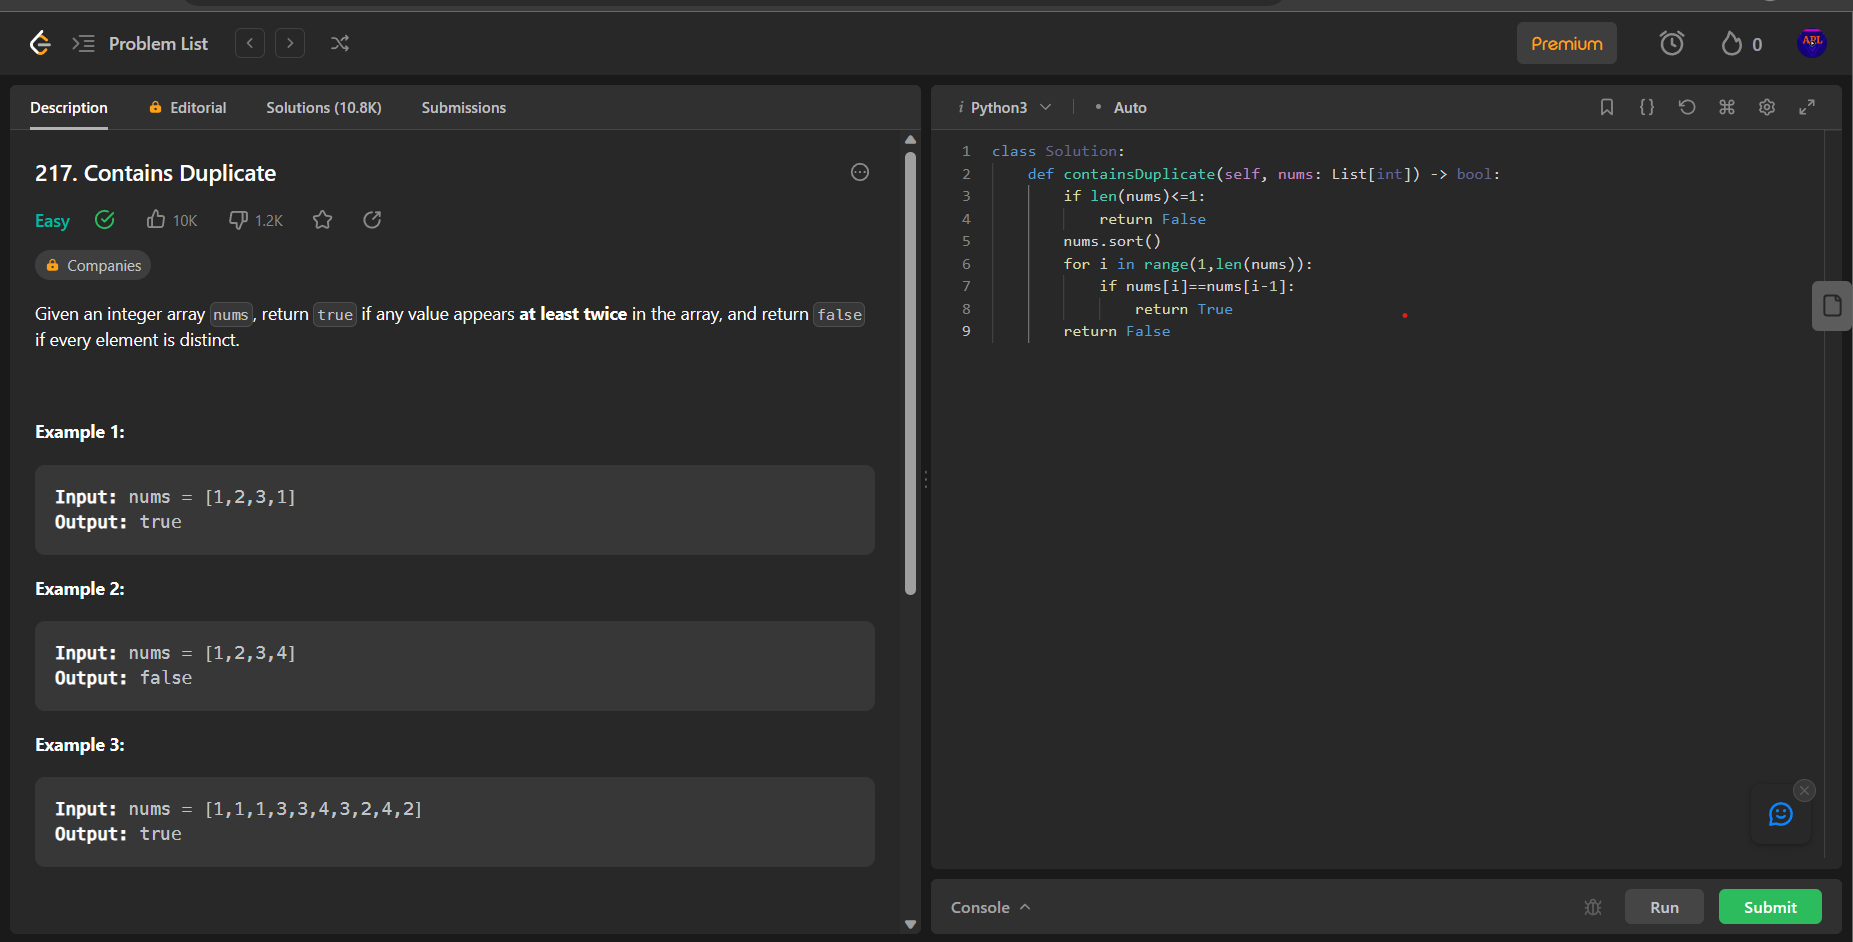 Problem List
Premium
0
APL
Description
Editorial
Solutions (10.8K)
Submissions
217. Contains Duplicate
Easy
10K
1.2K
Companies
Given an integer array nums, return true if any value appears at least twice in the array, and return false
if every element is distinct.
Example 1:
Input: nums = [1,2,3,1]
Output: true
Example 2:
Input: nums = [1,2,3,4]
Output: false
Example 3:
Input: nums = [1,1,1,3,3,4,3,2,4,2]
Output: true
i Python3
• Auto
1 class Solution:
2 def containsDuplicate(self, nums: List[int]) -> bool:
3 if len(nums)<=1:
4 return False
5 nums.sort()
6 for i in range(1,len(nums)):
7 if nums[i]==nums[i-1]:
8 return True
9 return False
Console
Run
Submit